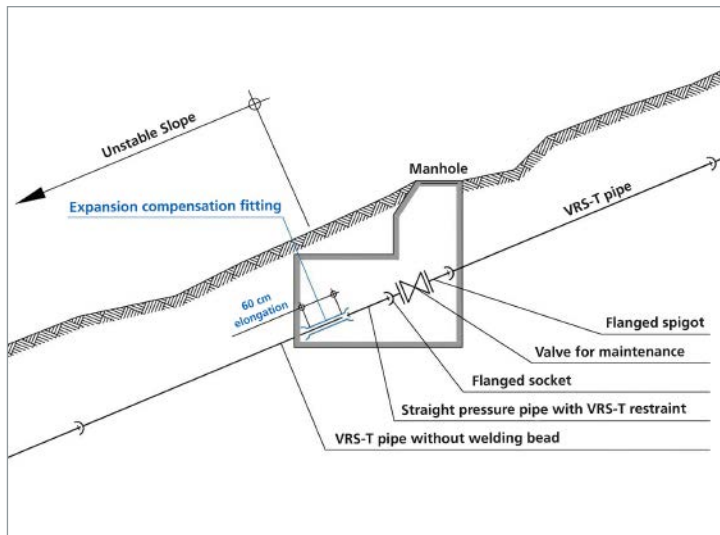 Unstable Slope
Manhole
Expansion compensation fitting
VRS-T pipe
60 cm
elongation
Flanged spigot
Valve for maintenance
Flanged socket
Straight pressure pipe with VRS-T restraint
VRS-T pipe without welding bead